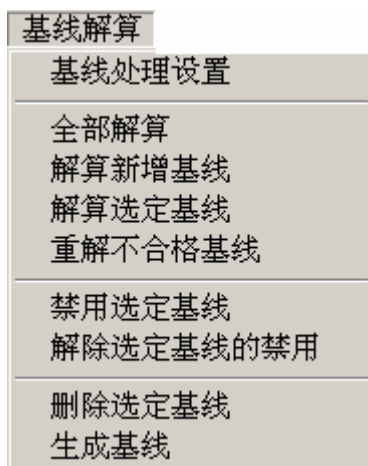 基线解算
基线处理设置
全部解算
解算新增基线
解算选定基线
重解不合格基线
禁用选定基线
解除选定基线的禁用
删除选定基线
生成基线